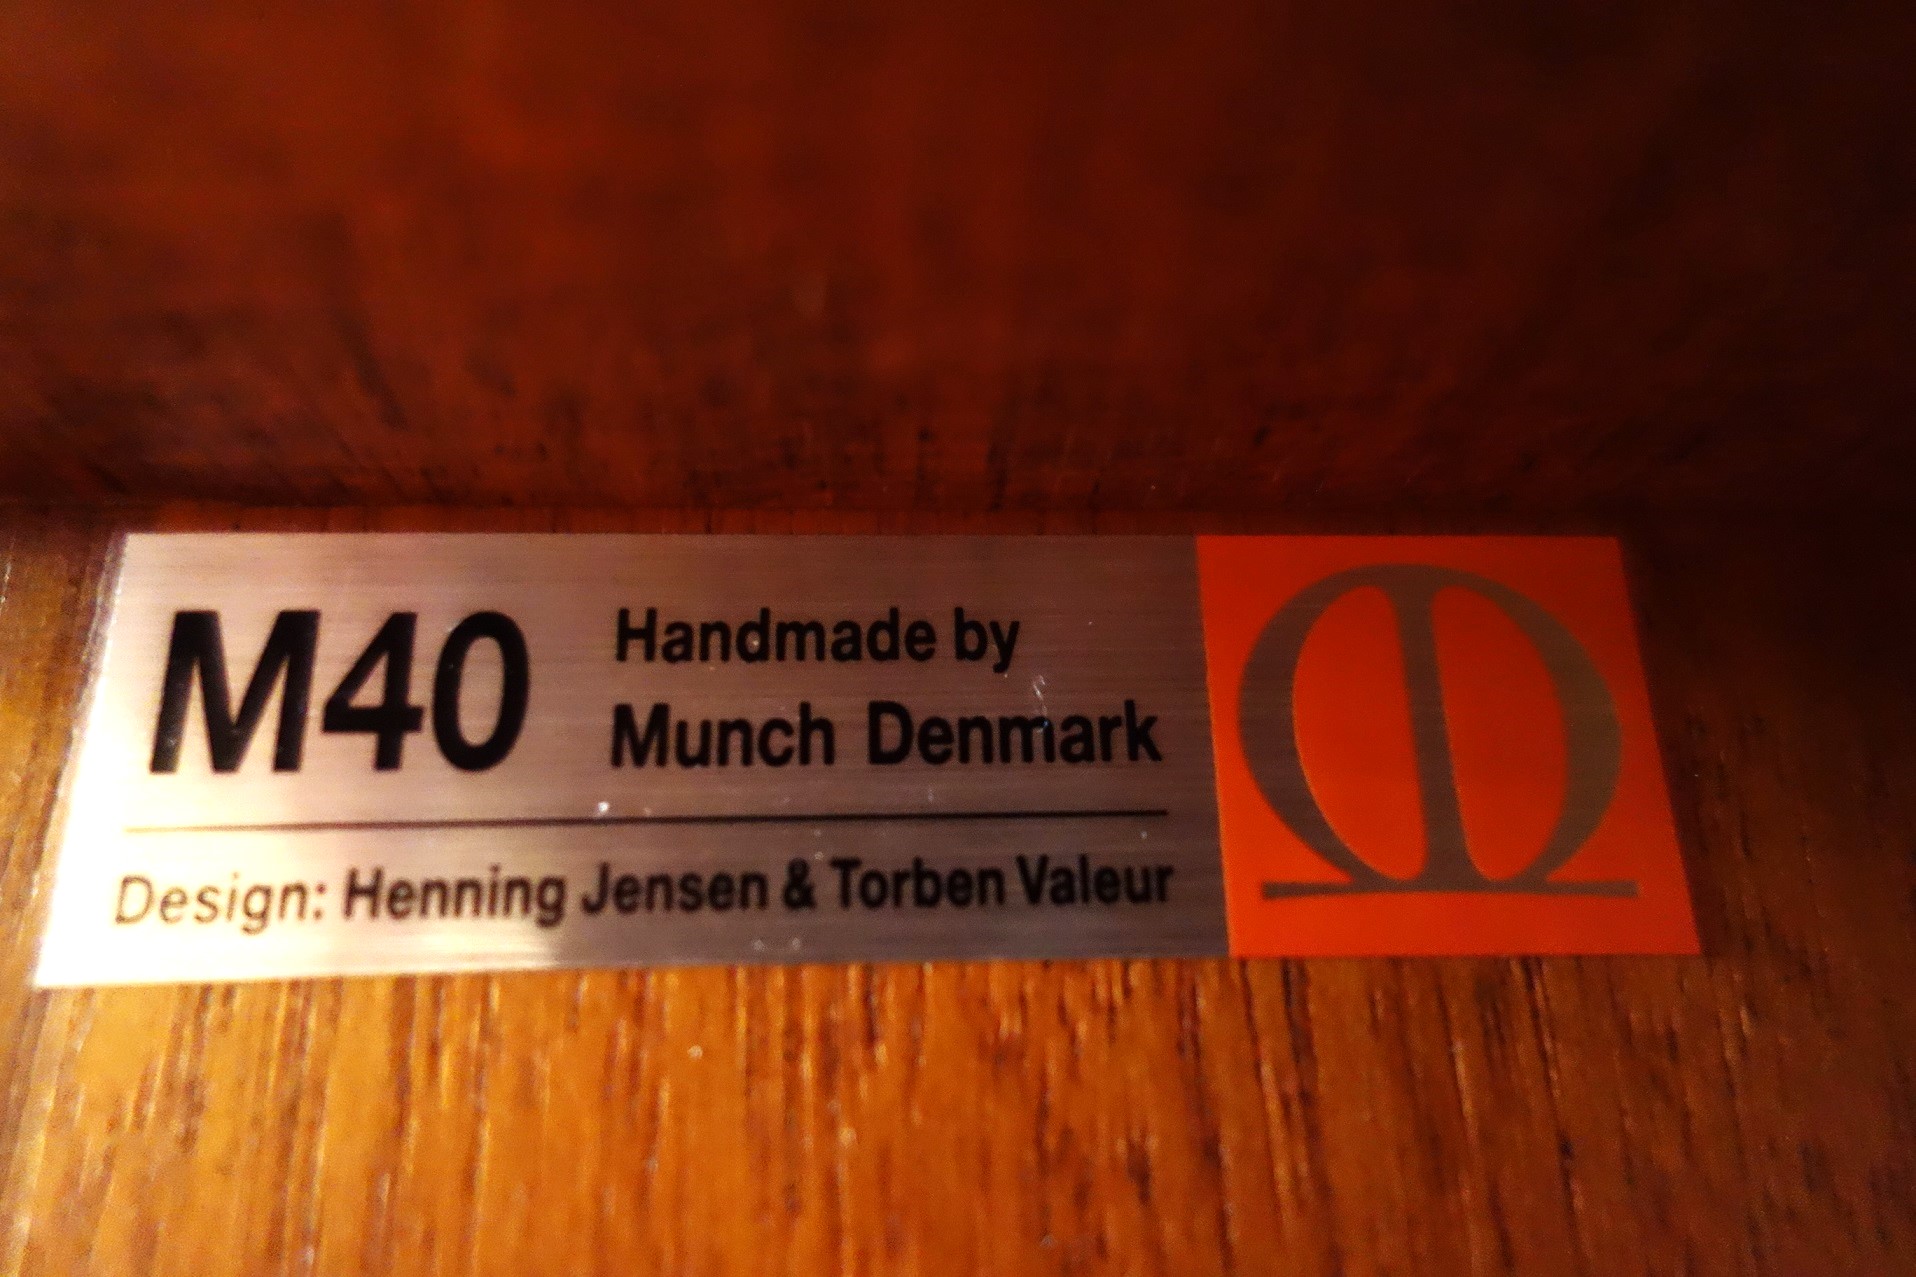 M40
Handmade by
Munch Denmark
Design: Henning Jensen & Torben Valeur